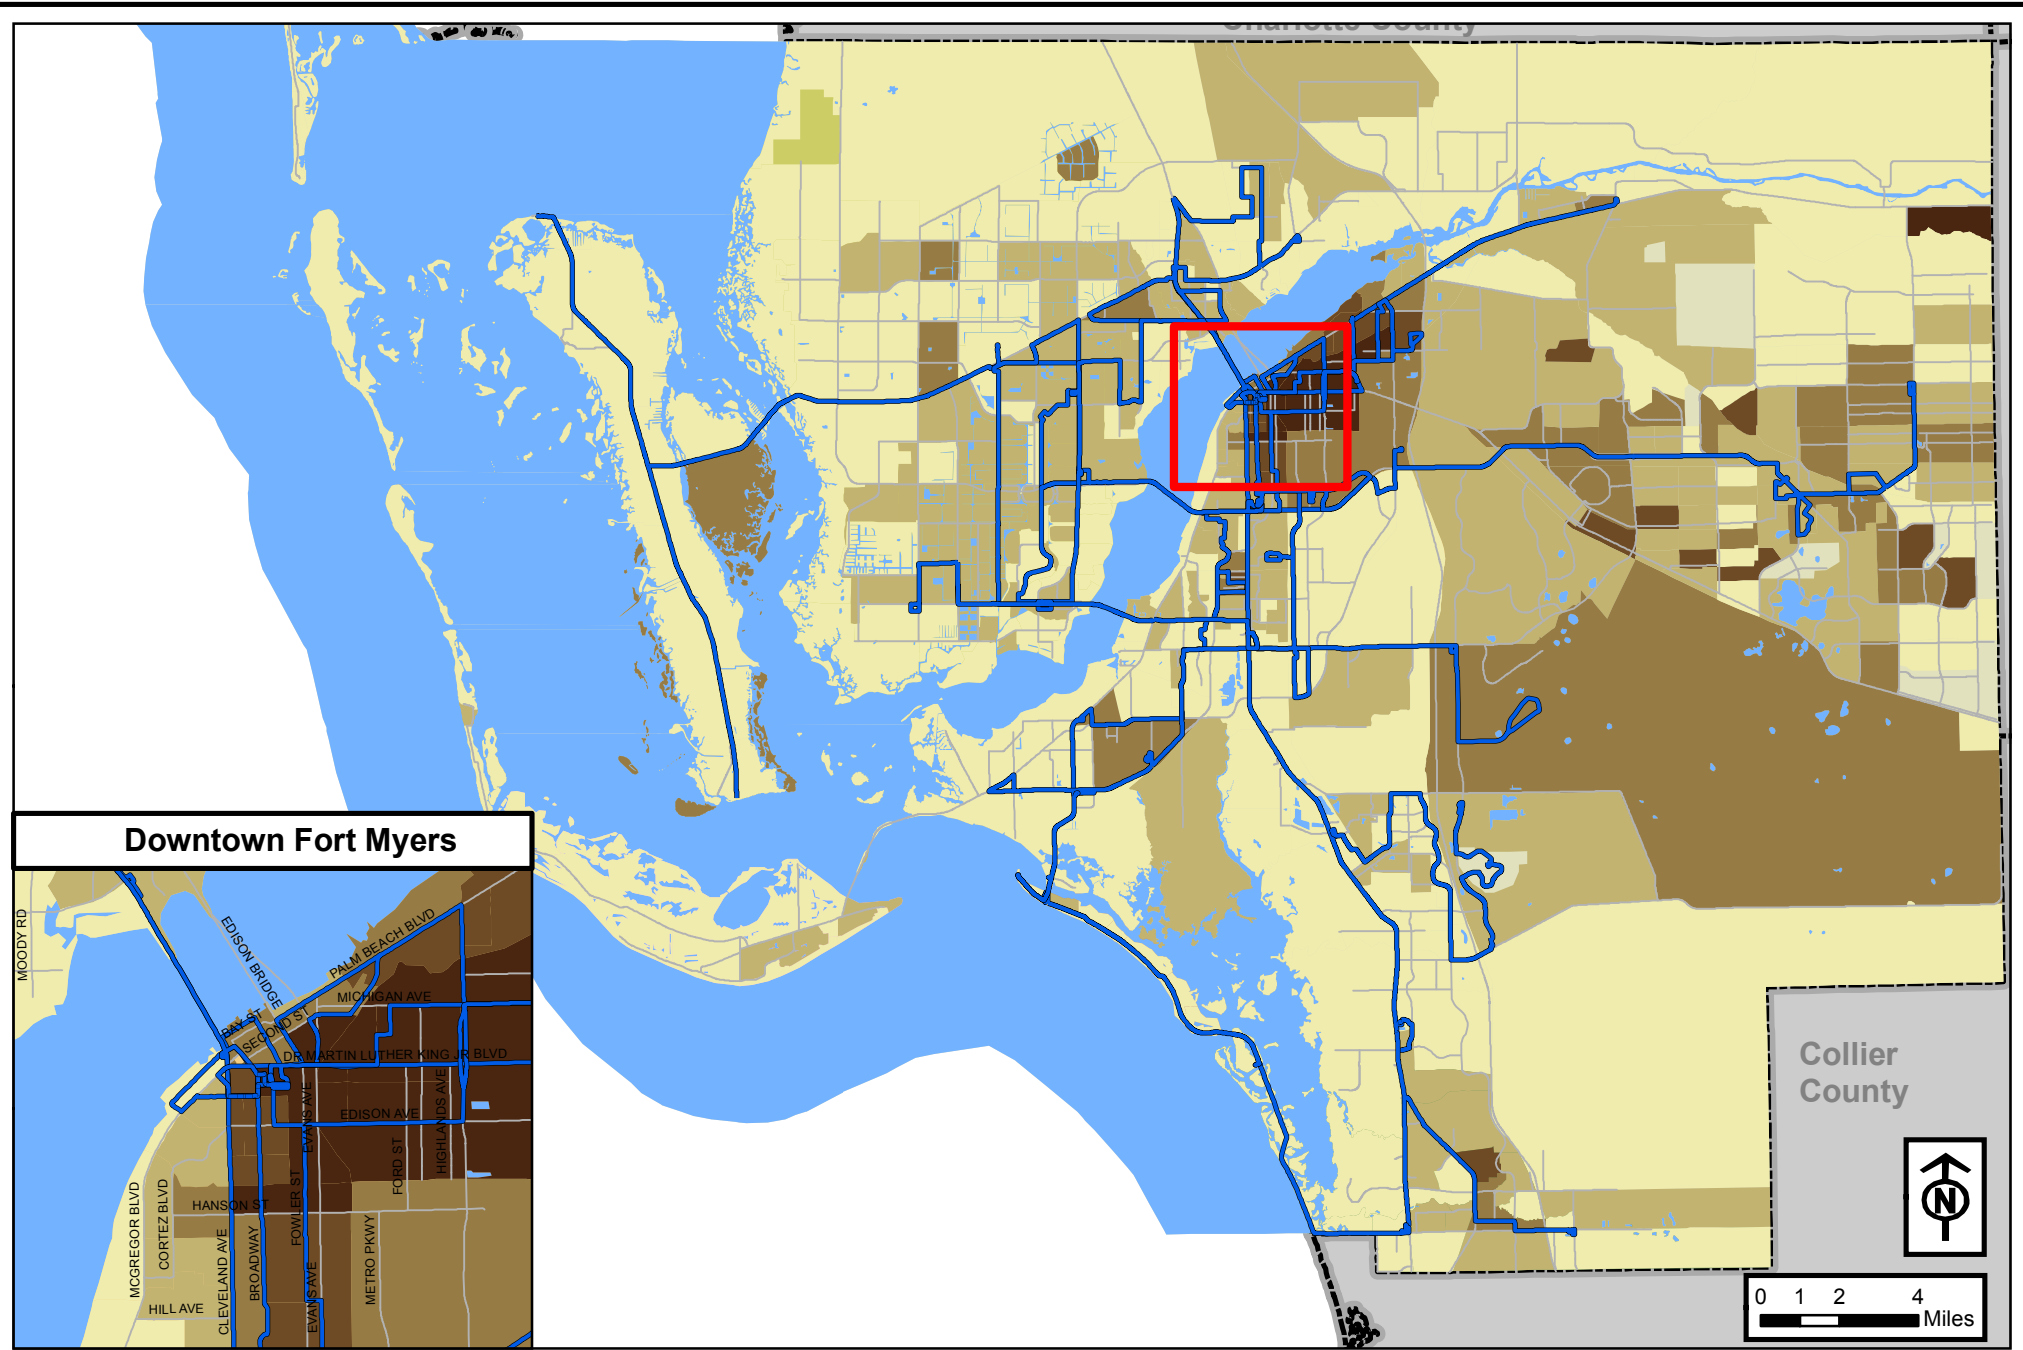 Charlotte County
Downtown Fort Myers
MOODY RD
EDISON BRIDGE
PALM BEACH BLVD
MICHIGAN AVE
BAY ST
SECOND ST
DR MARTIN LUTHER KING JR BLVD
EVANS AVE
EDISON AVE
HIGHLANDS AVE
FORD ST
HANSON ST
FOWLER ST
MCGREGOR BLVD
CORTEZ BLVD
CLEVELAND AVE
BROADWAY
EVANS AVE
METRO PKWY
HILL AVE
Collier
County
N
0 1 2 4
Miles